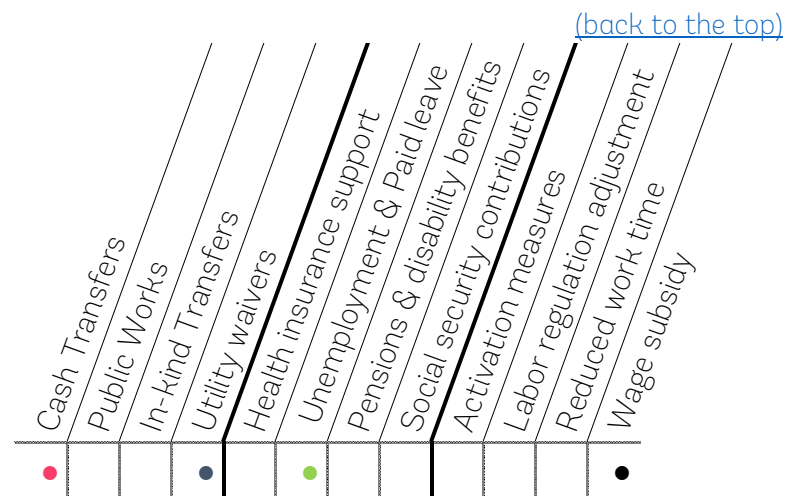 (back to the top)
Cash Transfers
Public Works
In-kind Transfers
Utility waivers
Health insurance support
Unemployment & Paid leave
Pensions & disability benefits
Social security contributions
Activation measures
Labor regulation adjustment
Reduced work time
Wage subsidy